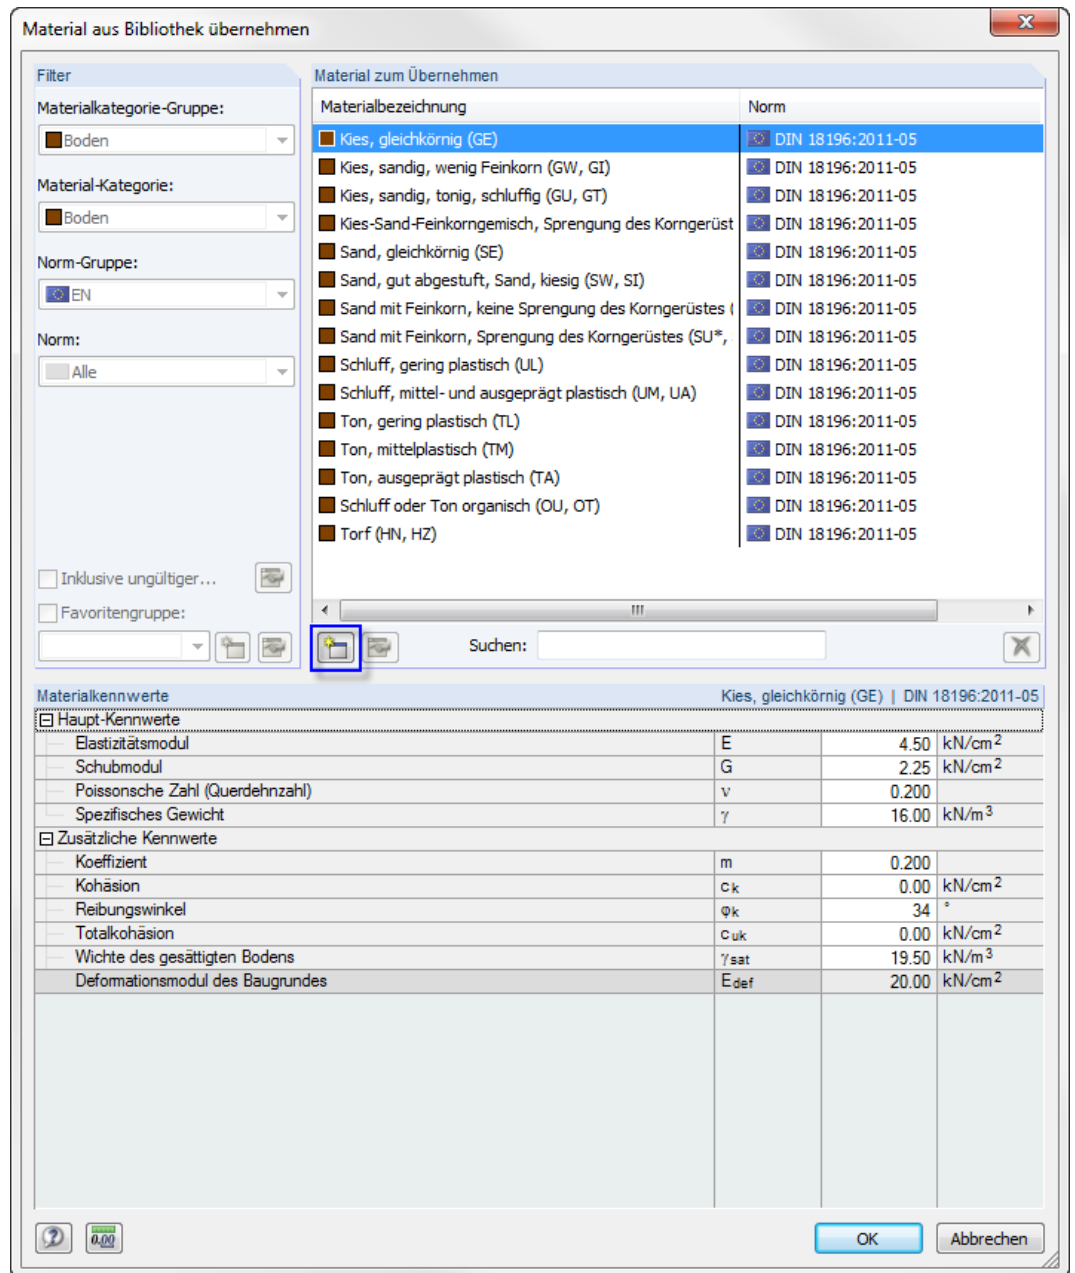 Material aus Bibliothek übernehmen
Filter
Materialkategorie-Gruppe:
Boden
Material-Kategorie:
Boden
Norm-Gruppe:
EN
Norm:
Alle
Inklusive ungültiger...
Favoritengruppe:
Material zum Übernehmen
Materialbezeichnung Norm
Kies, gleichkörnig (GE) DIN 18196:2011-05
Kies, sandig, wenig Feinkorn (GW, GI) DIN 18196:2011-05
Kies, sandig, tonig, schluffig (GU, GT) DIN 18196:2011-05
Kies-Sand-Feinkorngemisch, Sprengung des Korngerüst DIN 18196:2011-05
Sand, gleichkörnig (SE) DIN 18196:2011-05
Sand, gut abgestuft, Sand, kiesig (SW, SI) DIN 18196:2011-05
Sand mit Feinkorn, keine Sprengung des Korngerüstes ( DIN 18196:2011-05
Sand mit Feinkorn, Sprengung des Korngerüstes (SU*, DIN 18196:2011-05
Schluff, gering plastisch (UL) DIN 18196:2011-05
Schluff, mittel- und ausgeprägt plastisch (UM, UA) DIN 18196:2011-05
Ton, gering plastisch (TL) DIN 18196:2011-05
Ton, mittelplastisch (TM) DIN 18196:2011-05
Ton, ausgeprägt plastisch (TA) DIN 18196:2011-05
Schluff oder Ton organisch (OU, OT) DIN 18196:2011-05
Torf (HN, HZ) DIN 18196:2011-05
Suchen:
Materialkennwerte Kies, gleichkörnig (GE) | DIN 18196:2011-05
Haupt-Kennwerte
Elastizitätsmodul E 4.50 kN/cm2
Schubmodul G 2.25 kN/cm2
Poissonsche Zahl (Querdehnzahl) ν 0.200
Spezifisches Gewicht γ 16.00 kN/m3
Zusätzliche Kennwerte
Koeffizient m 0.200
Kohäsion ck 0.00 kN/cm2
Reibungswinkel φk 34 °
Totalkohäsion cuk 0.00 kN/cm2
Wichte des gesättigten Bodens γsat 19.50 kN/m3
Deformationsmodul des Baugrundes Edef 20.00 kN/cm2
0.00
OK Abbrechen